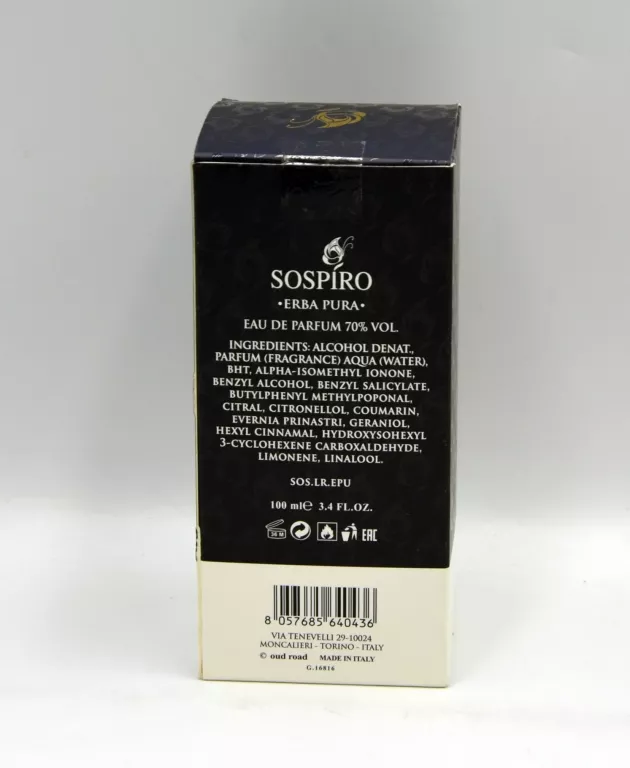 SOSPÍRO
•ERBA PURA•
EAU DE PARFUM 70% VOL.
INGREDIENTS: ALCOHOL DENAT.,
PARFUM (FRAGRANCE) AQUA (WATER),
BHT, ALPHA-ISOMETHYL IONONE,
BENZYL ALCOHOL, BENZYL SALICYLATE,
BUTYLPHENYL METHYLPOPONAL,
CITRAL, CITRONELLOL, COUMARIN,
EVERNIA PRINASTRI, GERANIOL,
HEXYL CINNAMAL, HYDROXYSOHEXYL
3-CYCLOHEXENE CARBOXALDEHYDE,
LIMONENE, LINALOOL.
SOS.LR.EPU
100 ml℮ 3.4 FL.OZ.
36 M EAC
8 057685 640436
VIA TENEVELLI 29-10024
MONCALIERI - TORINO - ITALY
© oud road MADE IN ITALY
G.16816